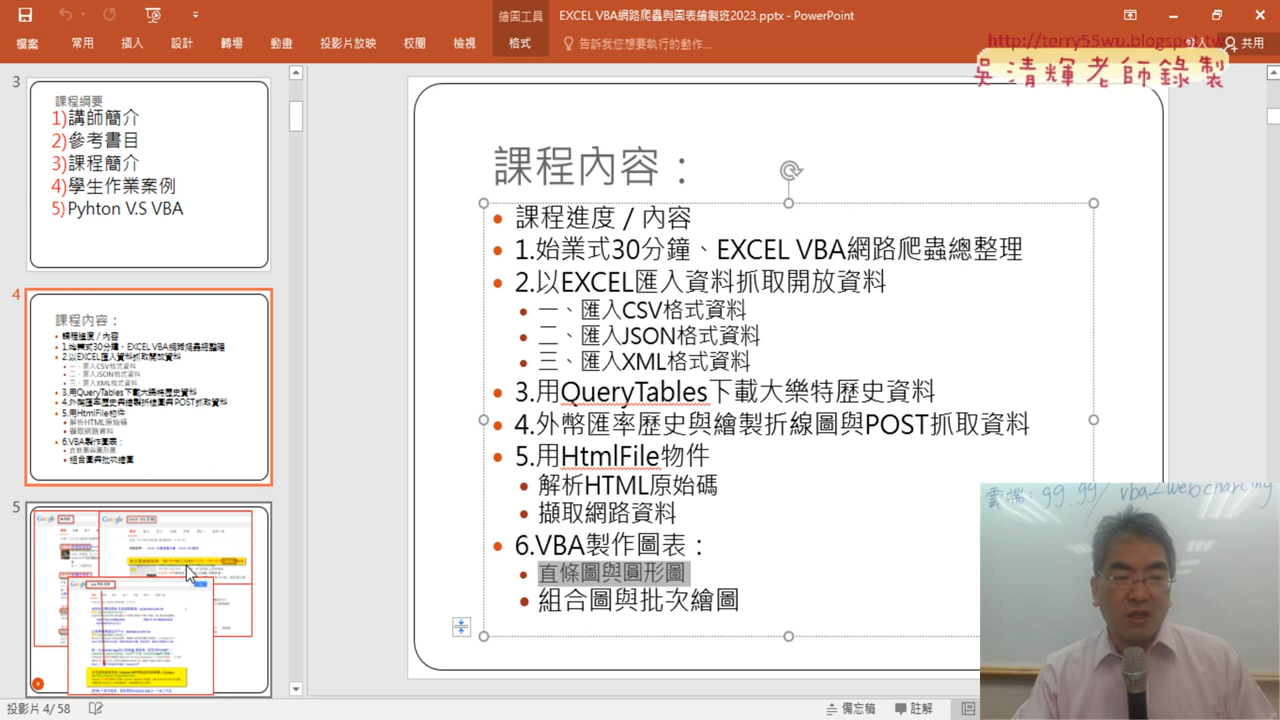 EXCEL VBA網路爬蟲與圖表繪製班2023.pptx - PowerPoint
繪圖工具
檔案 常用 插入 設計 轉場 動畫 投影片放映 校閱 檢視 格式 告訴我您想要執行的動作... 登入 共用
http://terry55wu.blogspot.tw
吳清輝老師錄製
3
課程綱要
1)講師簡介
2)參考書目
3)課程簡介
4)學生作業案例
5)Pyhton V.S VBA
4
課程內容：
課程進度 / 內容
1.始業式30分鐘、EXCEL VBA網路爬蟲總整理
2.以EXCEL匯入資料抓取開放資料
一、匯入CSV格式資料
二、匯入JSON格式資料
三、匯入XML格式資料
3.用QueryTables下載大樂特歷史資料
4.外幣匯率歷史與繪製折線圖與POST抓取資料
5.用HtmlFile物件
解析HTML原始碼
擷取網路資料
6.VBA製作圖表：
直條圖與圓形圖
組合圖與批次繪圖
5
Google
Google
Google
課程內容：
課程進度 / 內容
1.始業式30分鐘、EXCEL VBA網路爬蟲總整理
2.以EXCEL匯入資料抓取開放資料
一、匯入CSV格式資料
二、匯入JSON格式資料
三、匯入XML格式資料
3.用QueryTables下載大樂特歷史資料
4.外幣匯率歷史與繪製折線圖與POST抓取資料
5.用HtmlFile物件
解析HTML原始碼
擷取網路資料
6.VBA製作圖表：
直條圖與圓形圖
組合圖與批次繪圖
投影片 4/58
備忘稿 註解